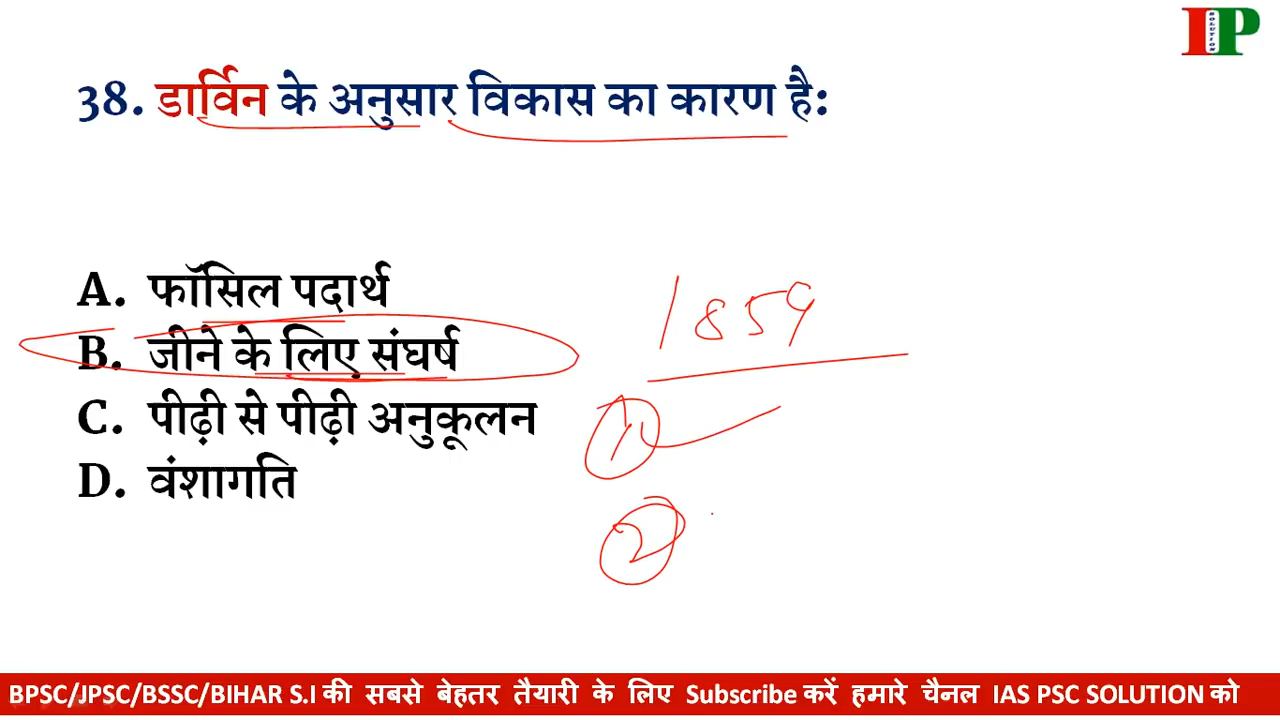 IP
SOLUTION
38. डार्विन के अनुसार विकास का कारण है:
A. फॉसिल पदार्थ
B. जीने के लिए संघर्ष
C. पीढ़ी से पीढ़ी अनुकूलन
D. वंशागति
1859
1
2
BPSC/JPSC/BSSC/BIHAR S.I की सबसे बेहतर तैयारी के लिए Subscribe करें हमारे चैनल IAS PSC SOLUTION को